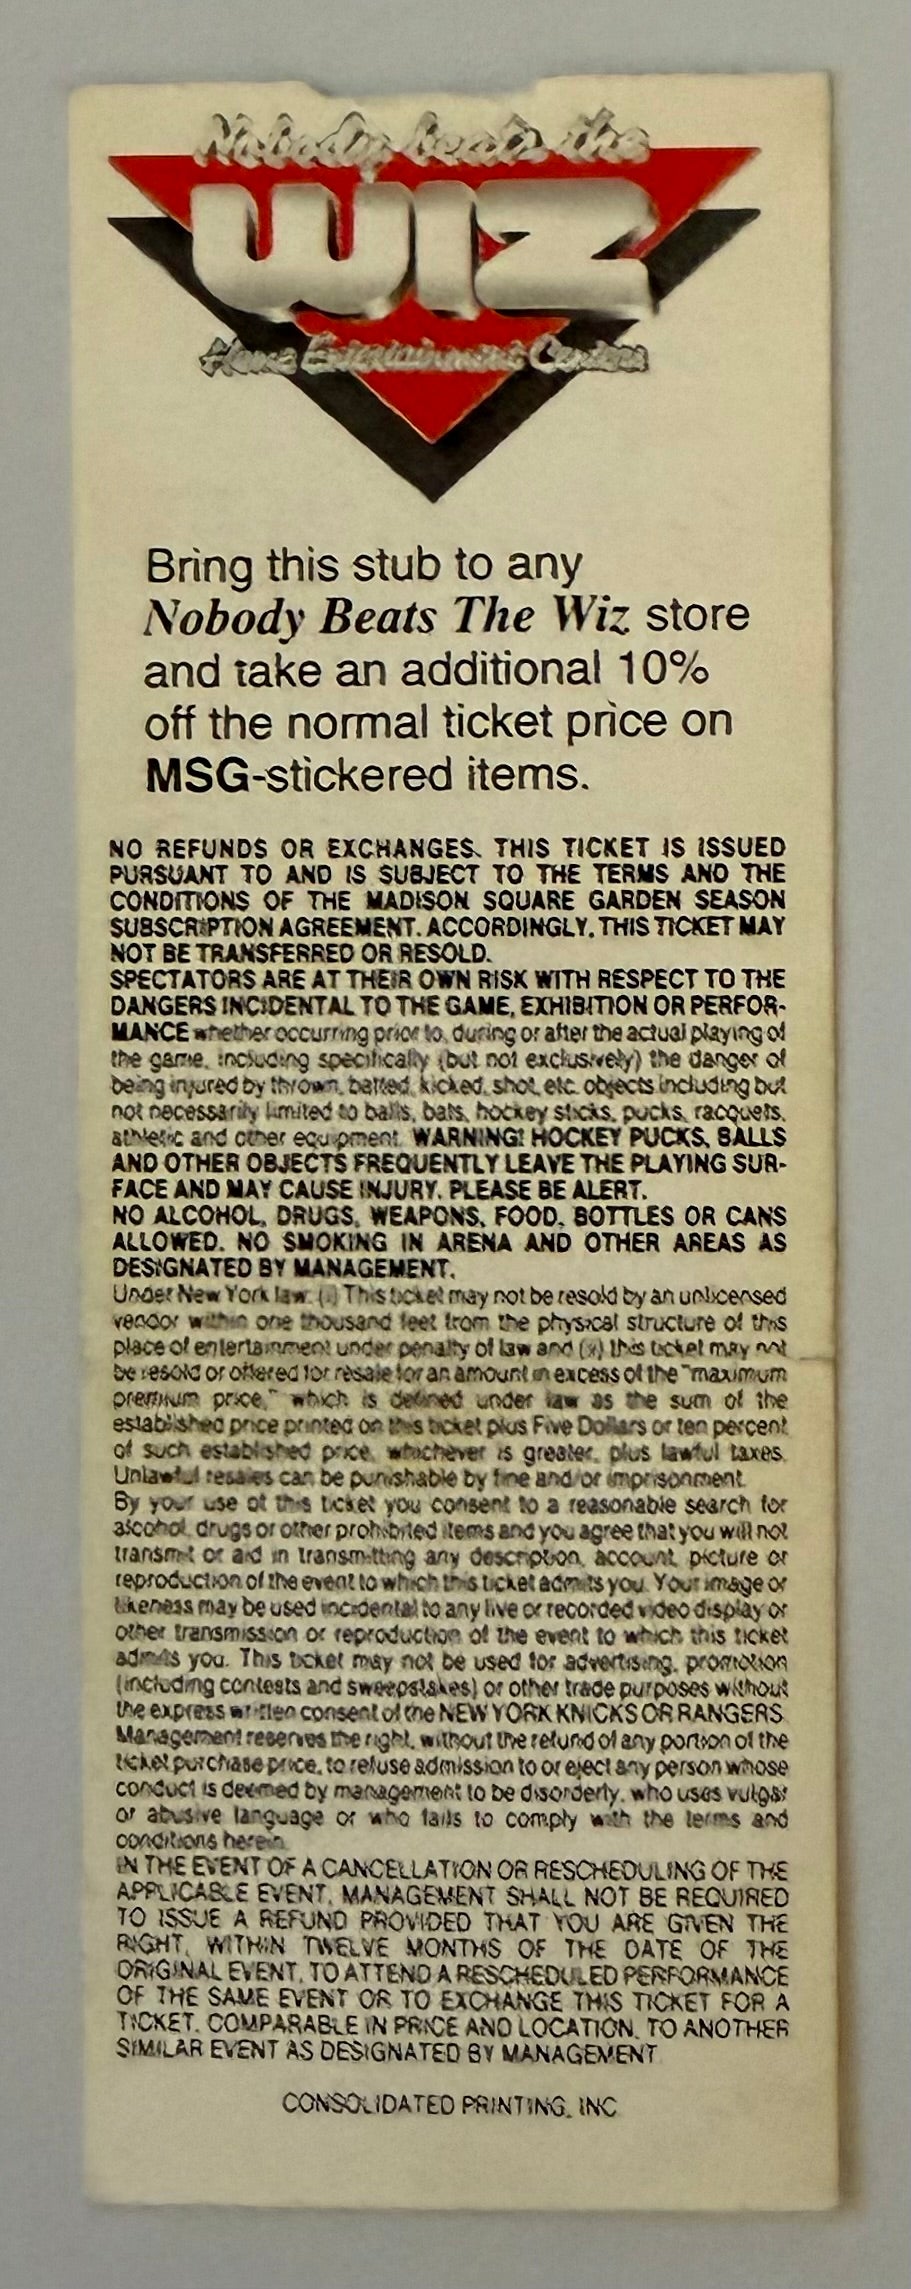 Nobody beats the
WIZ
Home Entertainment Centers
Bring this stub to any
Nobody Beats The Wiz store
and take an additional 10%
off the normal ticket price on
MSG-stickered items.
NO REFUNDS OR EXCHANGES. THIS TICKET IS ISSUED
PURSUANT TO AND IS SUBJECT TO THE TERMS AND THE
CONDITIONS OF THE MADISON SQUARE GARDEN SEASON
SUBSCRIPTION AGREEMENT. ACCORDINGLY, THIS TICKET MAY
NOT BE TRANSFERRED OR RESOLD.
SPECTATORS ARE AT THEIR OWN RISK WITH RESPECT TO THE
DANGERS INCIDENTAL TO THE GAME, EXHIBITION OR PERFOR-
MANCE whether occurring prior to, during or after the actual playing of
the game, including specifically (but not exclusively) the danger of
being injured by thrown, batted, kicked, shot, etc. objects including but
not necessarily limited to balls, bats, hockey sticks, pucks, racquets,
athletic and other equipment. WARNING! HOCKEY PUCKS, BALLS
AND OTHER OBJECTS FREQUENTLY LEAVE THE PLAYING SUR-
FACE AND MAY CAUSE INJURY. PLEASE BE ALERT.
NO ALCOHOL, DRUGS, WEAPONS, FOOD, BOTTLES OR CANS
ALLOWED. NO SMOKING IN ARENA AND OTHER AREAS AS
DESIGNATED BY MANAGEMENT.
Under New York law: (i) This ticket may not be resold by an unlicensed
vendor within one thousand feet from the physical structure of this
place of entertainment under penalty of law and (ii) this ticket may not
be resold or offered for resale for an amount in excess of the "maximum
premium price," which is defined under law as the sum of the
established price printed on this ticket plus Five Dollars or ten percent
of such established price, whichever is greater, plus lawful taxes.
Unlawful resales can be punishable by fine and/or imprisonment.
By your use of this ticket you consent to a reasonable search for
alcohol, drugs or other prohibited items and you agree that you will not
transmit or aid in transmitting any description, account, picture or
reproduction of the event to which this ticket admits you. Your image or
likeness may be used incidental to any live or recorded video display or
other transmission or reproduction of the event to which this ticket
admits you. This ticket may not be used for advertising, promotion
(including contests and sweepstakes) or other trade purposes without
the express written consent of the NEW YORK KNICKS OR RANGERS.
Management reserves the right, without the refund of any portion of the
ticket purchase price, to refuse admission to or eject any person whose
conduct is deemed by management to be disorderly, who uses vulgar
or abusive language or who fails to comply with the terms and
conditions herein.
IN THE EVENT OF A CANCELLATION OR RESCHEDULING OF THE
APPLICABLE EVENT, MANAGEMENT SHALL NOT BE REQUIRED
TO ISSUE A REFUND PROVIDED THAT YOU ARE GIVEN THE
RIGHT, WITHIN TWELVE MONTHS OF THE DATE OF THE
ORIGINAL EVENT, TO ATTEND A RESCHEDULED PERFORMANCE
OF THE SAME EVENT OR TO EXCHANGE THIS TICKET FOR A
TICKET, COMPARABLE IN PRICE AND LOCATION, TO ANOTHER
SIMILAR EVENT AS DESIGNATED BY MANAGEMENT.
CONSOLIDATED PRINTING, INC.